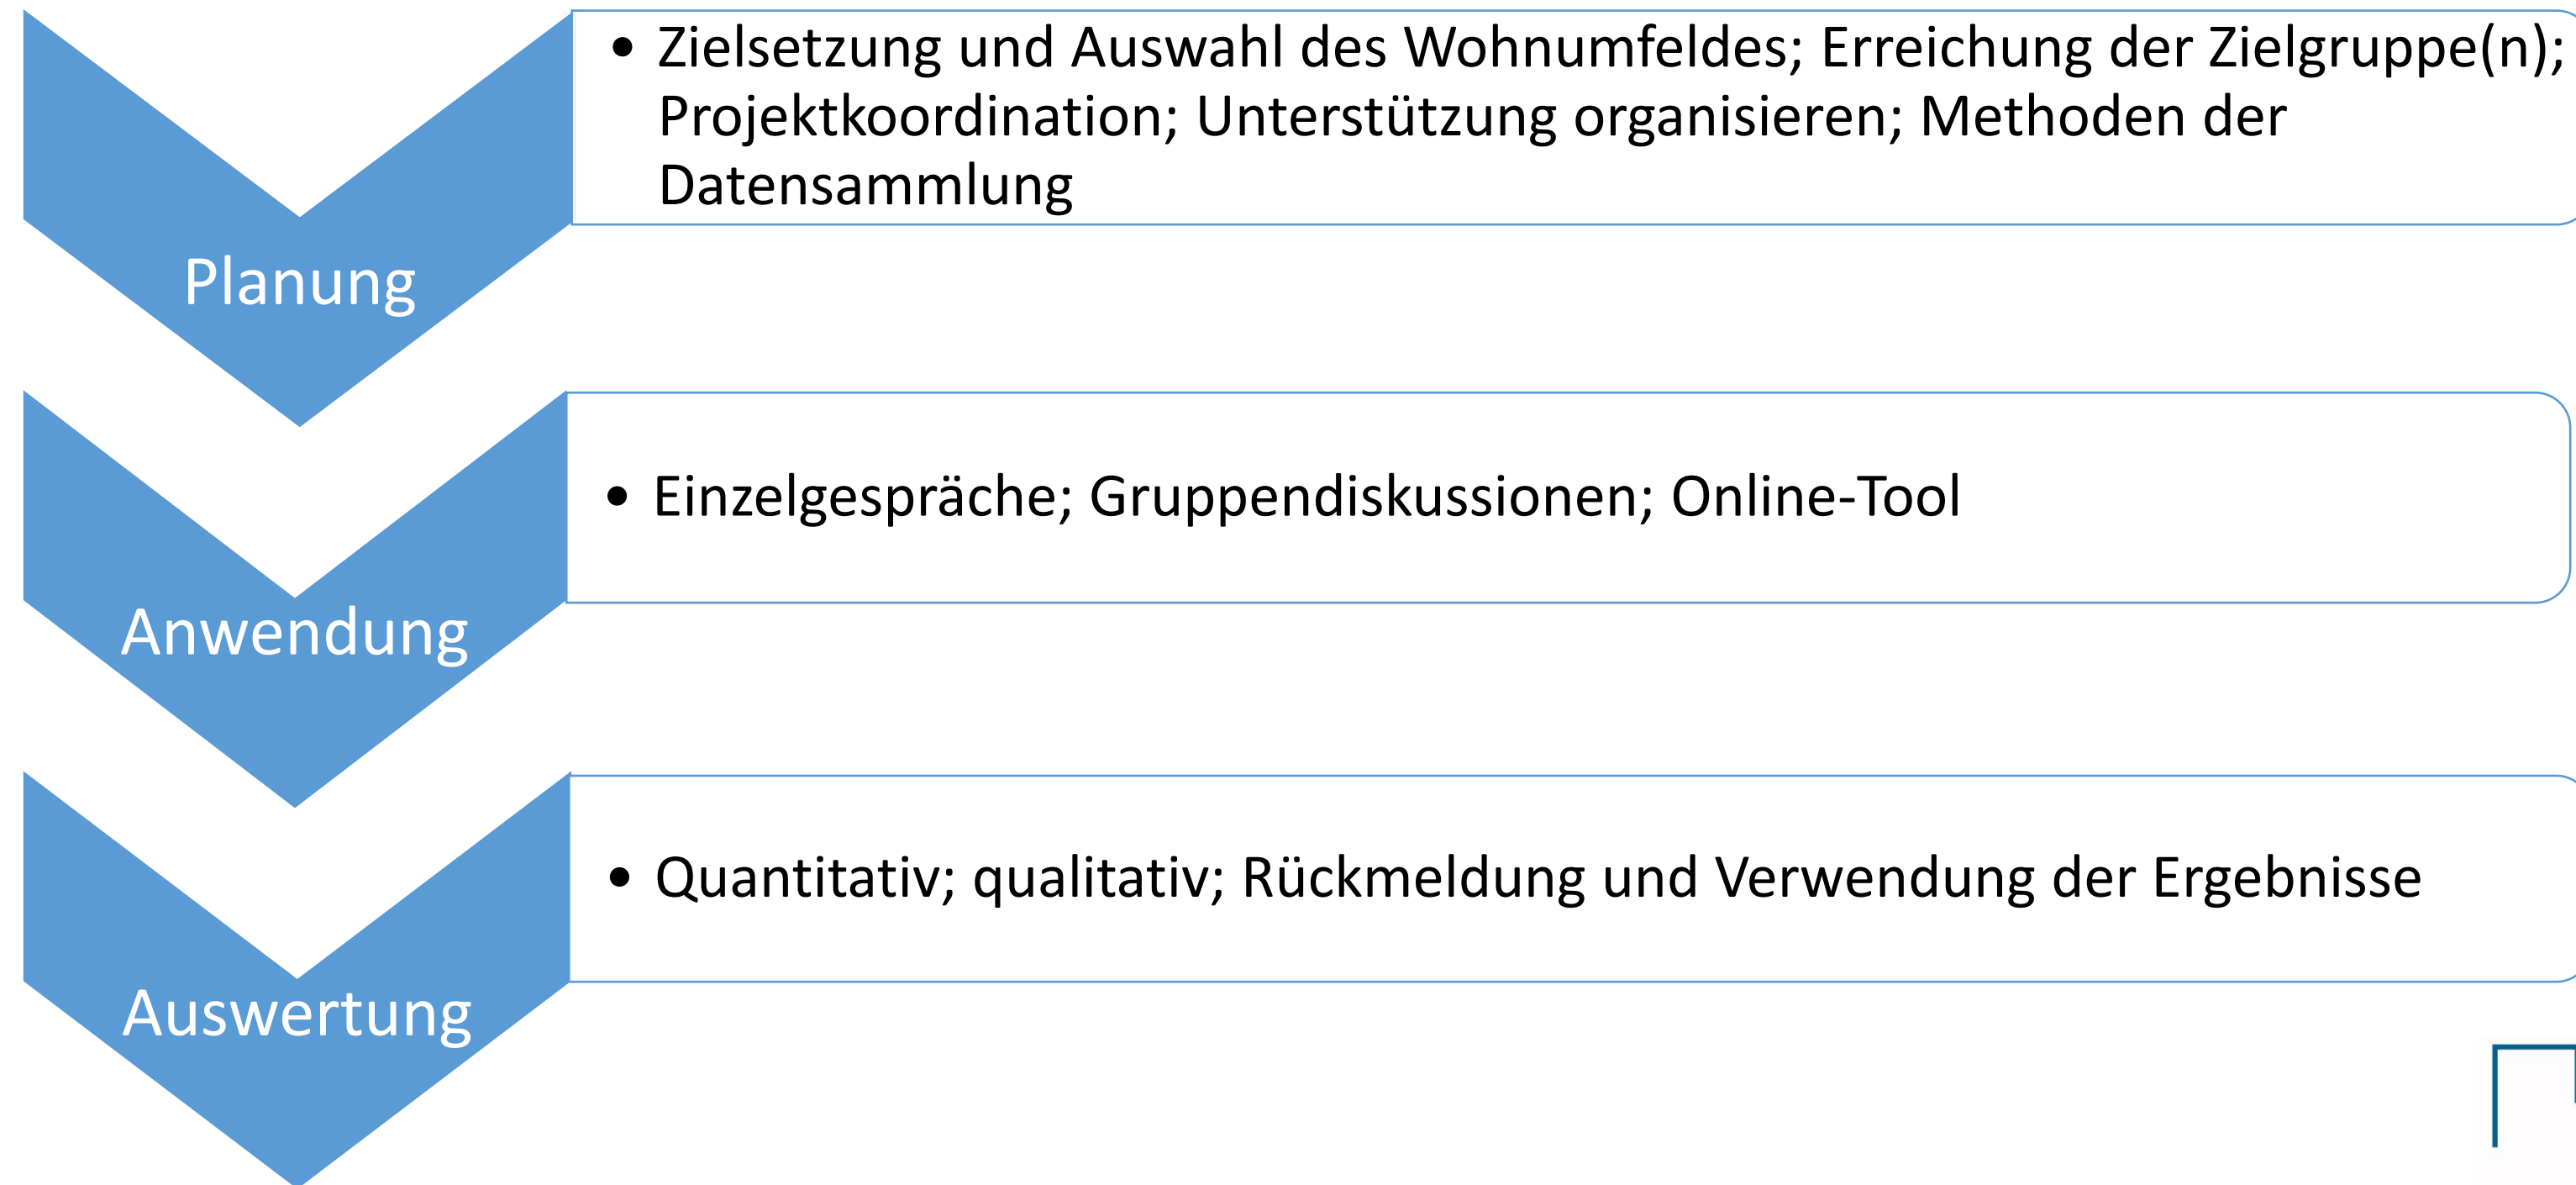 • Zielsetzung und Auswahl des Wohnumfeldes; Erreichung der Zielgruppe(n);
Projektkoordination; Unterstützung organisieren; Methoden der
Datensammlung
Planung
• Einzelgespräche; Gruppendiskussionen; Online-Tool
Anwendung
• Quantitativ; qualitativ; Rückmeldung und Verwendung der Ergebnisse
Auswertung